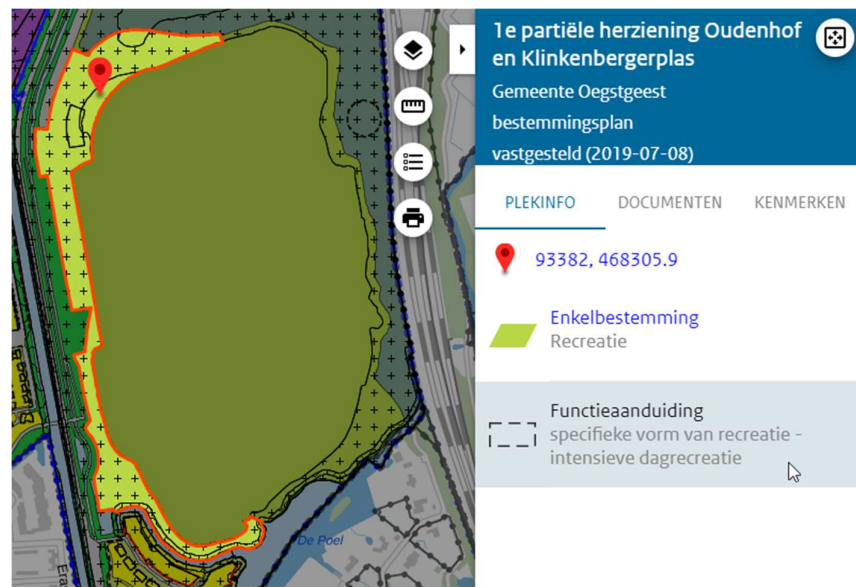 1e partiële herziening Oudenhof
en Klinkenbergerplas
Gemeente Oegstgeest
bestemmingsplan
vastgesteld (2019-07-08)
PLEKINFO DOCUMENTEN KENMERKEN
93382, 468305.9
Enkelbestemming
Recreatie
Functieaanduiding
specifieke vorm van recreatie -
intensieve dagrecreatie
De Poel
Era